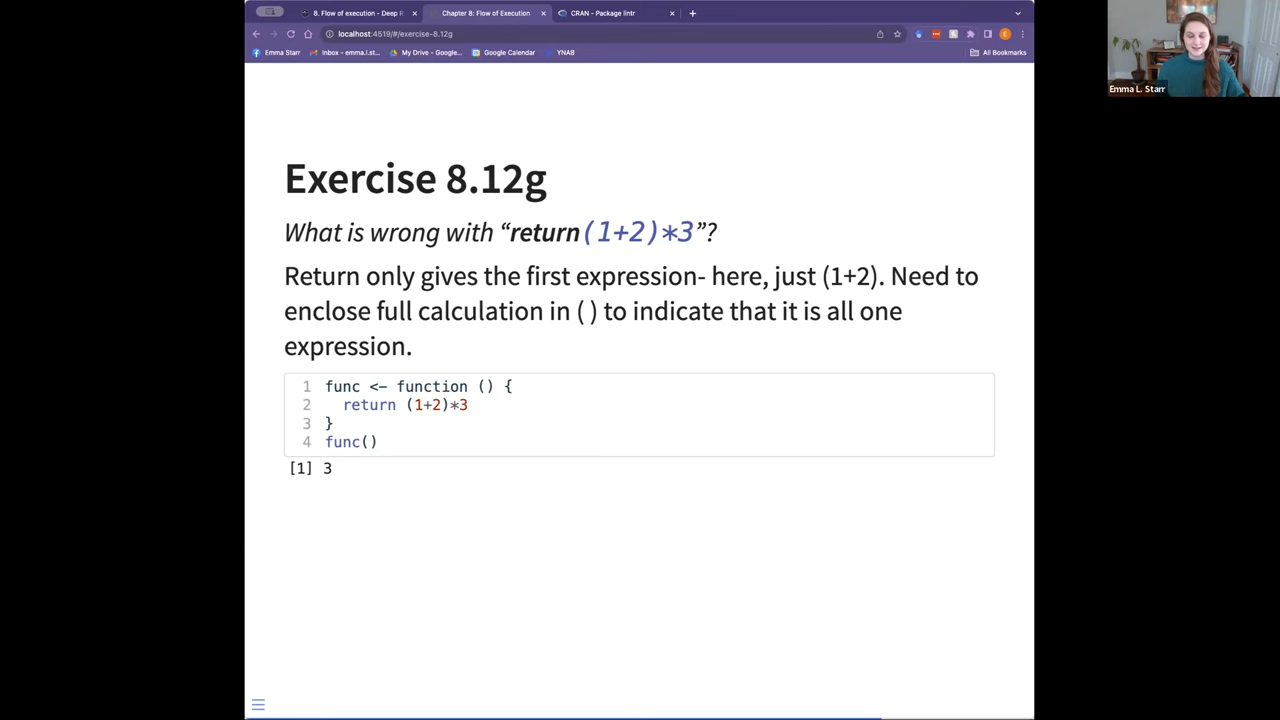 8. Flow of execution - Deep R
Chapter 8: Flow of Execution
CRAN - Package lintr
localhost:4519/#/exercise-8.12g
Emma Starr
Inbox - emma.i.st...
My Drive - Google...
Google Calendar
YNAB
All Bookmarks
Emma L. Starr
Exercise 8.12g
What is wrong with “return(1+2)*3”?
Return only gives the first expression- here, just (1+2). Need to
enclose full calculation in ( ) to indicate that it is all one
expression.
1 func <- function () {
2 return (1+2)*3
3 }
4 func()
[1] 3